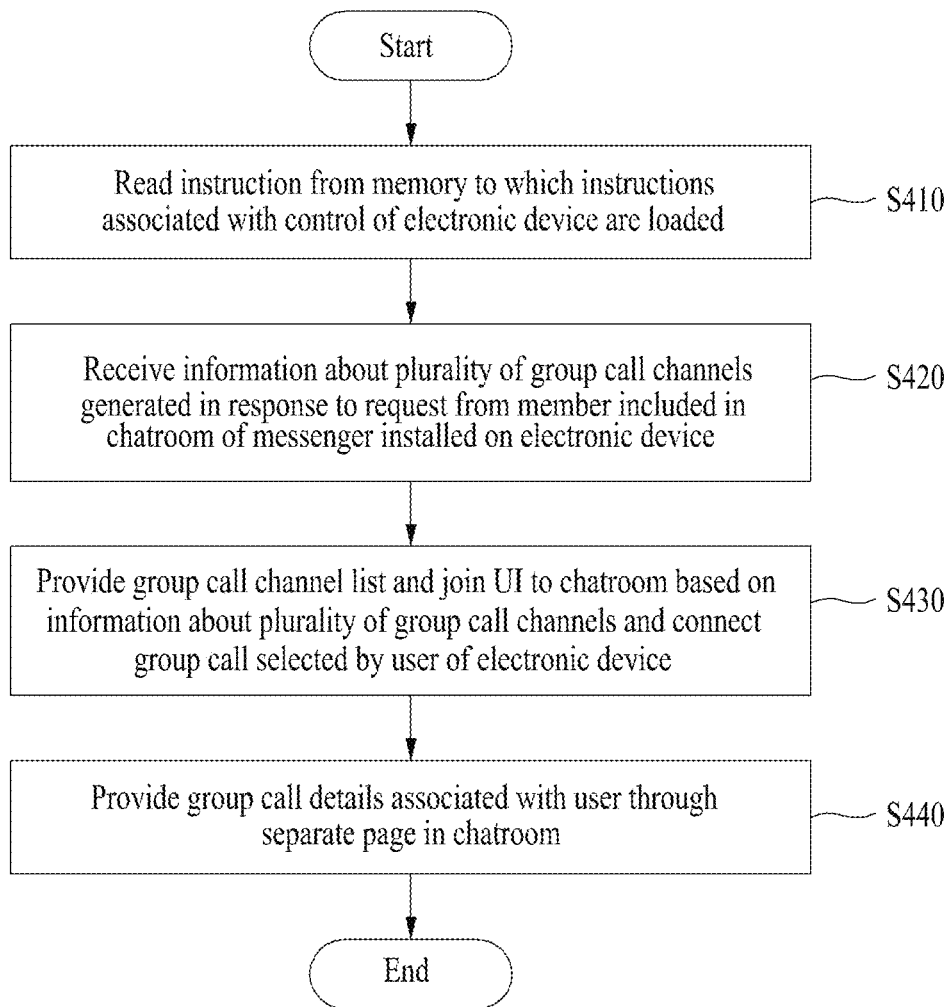 Start
Read instruction from memory to which instructions
associated with control of electronic device are loaded
S410
Receive information about plurality of group call channels
generated in response to request from member included in
chatroom of messenger installed on electronic device
S420
Provide group call channel list and join UI to chatroom based on
information about plurality of group call channels and connect
group call selected by user of electronic device
S430
Provide group call details associated with user through
separate page in chatroom
S440
End